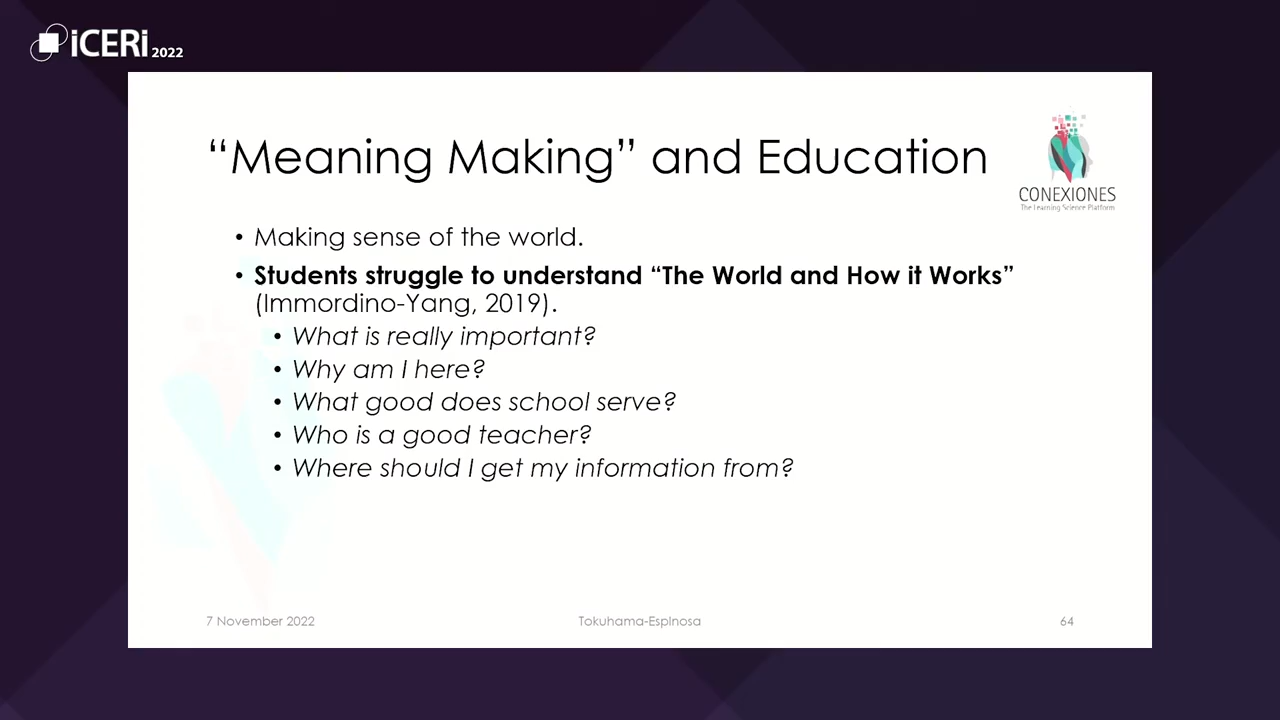 iCERi 2022
“Meaning Making” and Education
CONEXIONES
The Learning Science Platform
• Making sense of the world.
• Students struggle to understand “The World and How it Works”
(Immordino-Yang, 2019).
• What is really important?
• Why am I here?
• What good does school serve?
• Who is a good teacher?
• Where should I get my information from?
7 November 2022
Tokuhama-Espinosa
64